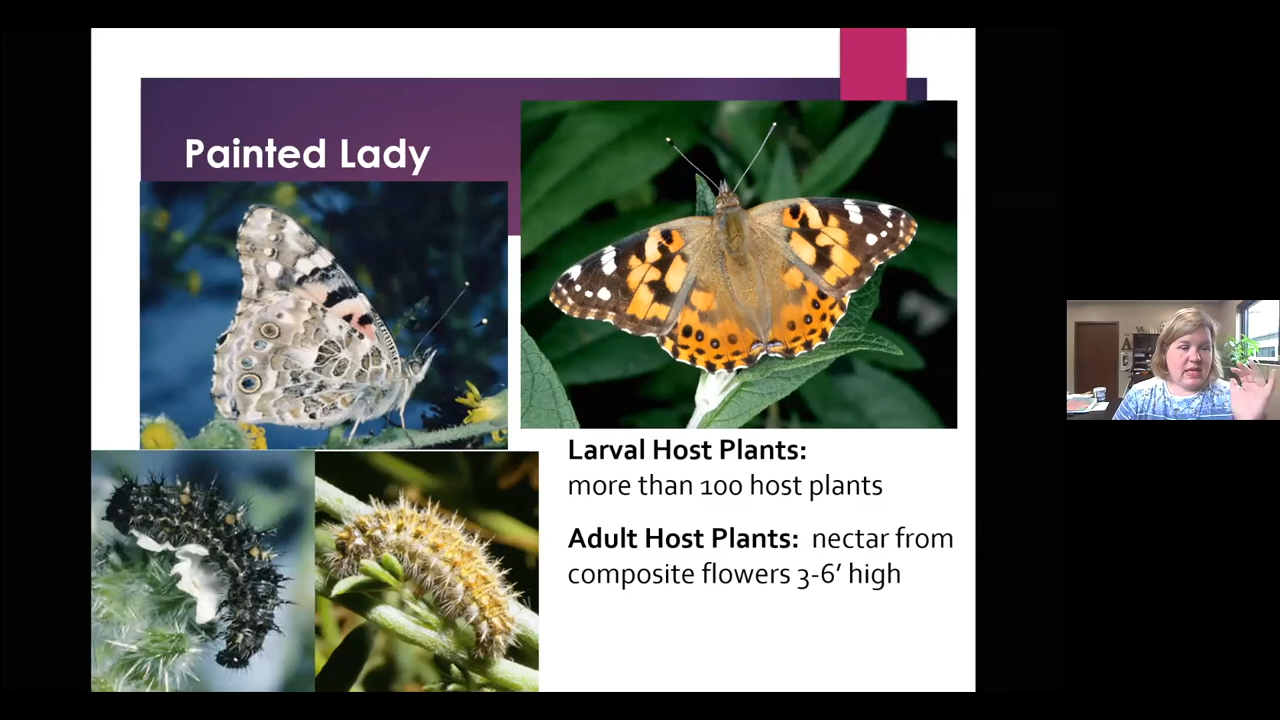 Painted Lady
Larval Host Plants:
more than 100 host plants
Adult Host Plants: nectar from
composite flowers 3-6′ high